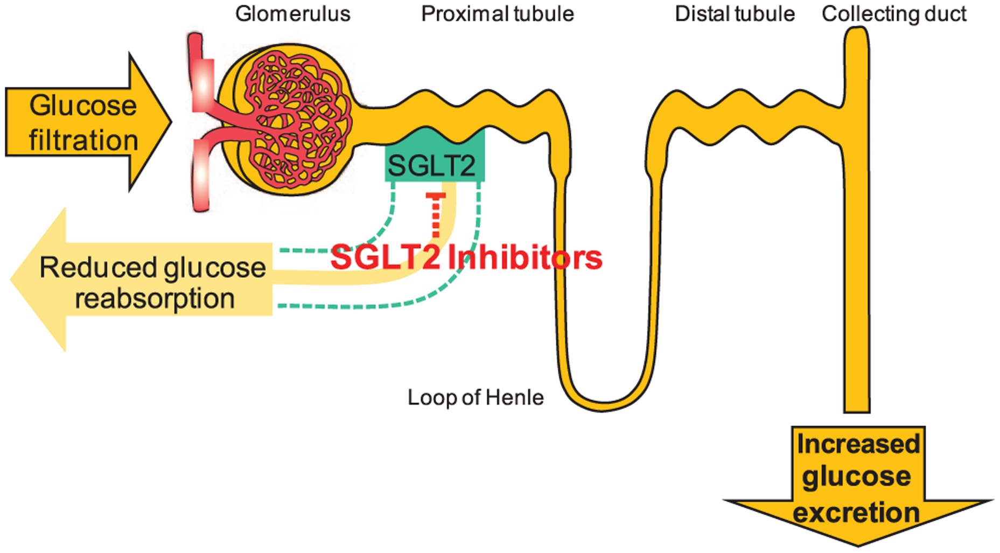 Glomerulus
Proximal tubule
Distal tubule
Collecting duct
Glucose
filtration
SGLT2
SGLT2 Inhibitors
Reduced glucose
reabsorption
Loop of Henle
Increased
glucose
excretion